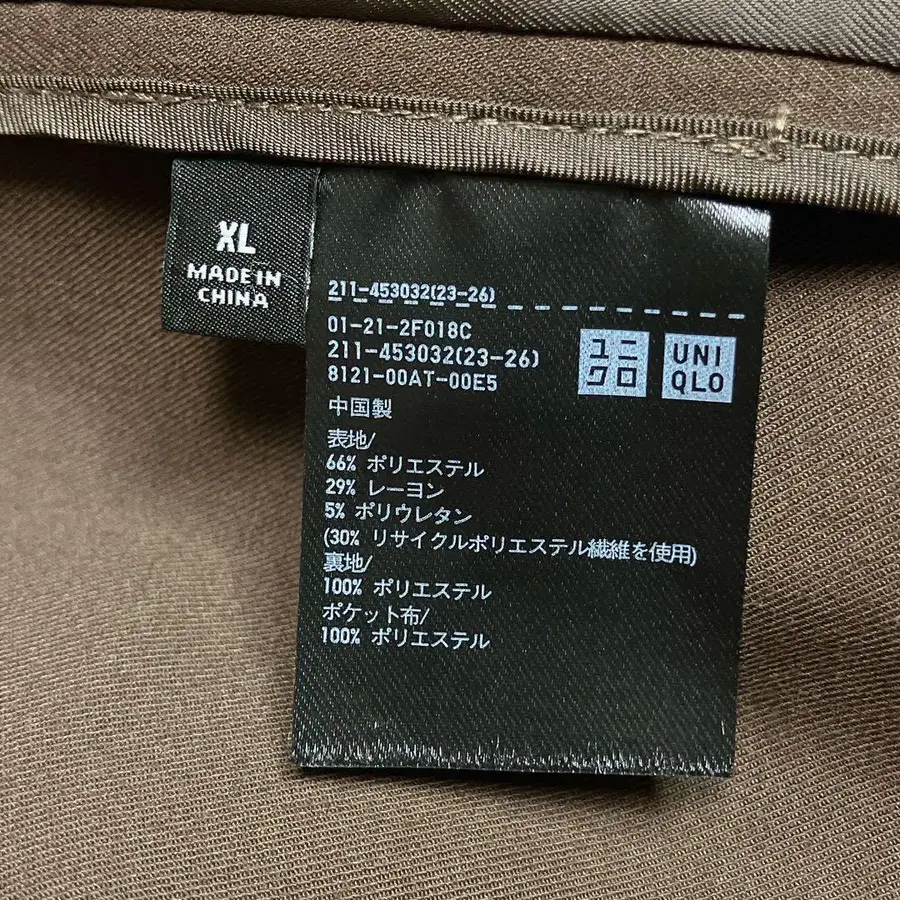 XL
MADE IN
CHINA
211-453032(23-26)
01-21-2F018C
211-453032(23-26)
8121-00AT-00E5
ユニ
クロ
UNI
QLO
中国製
表地/
66% ポリエステル
29% レーヨン
5% ポリウレタン
(30% リサイクルポリエステル繊維を使用)
裏地/
100% ポリエステル
ポケット布/
100% ポリエステル